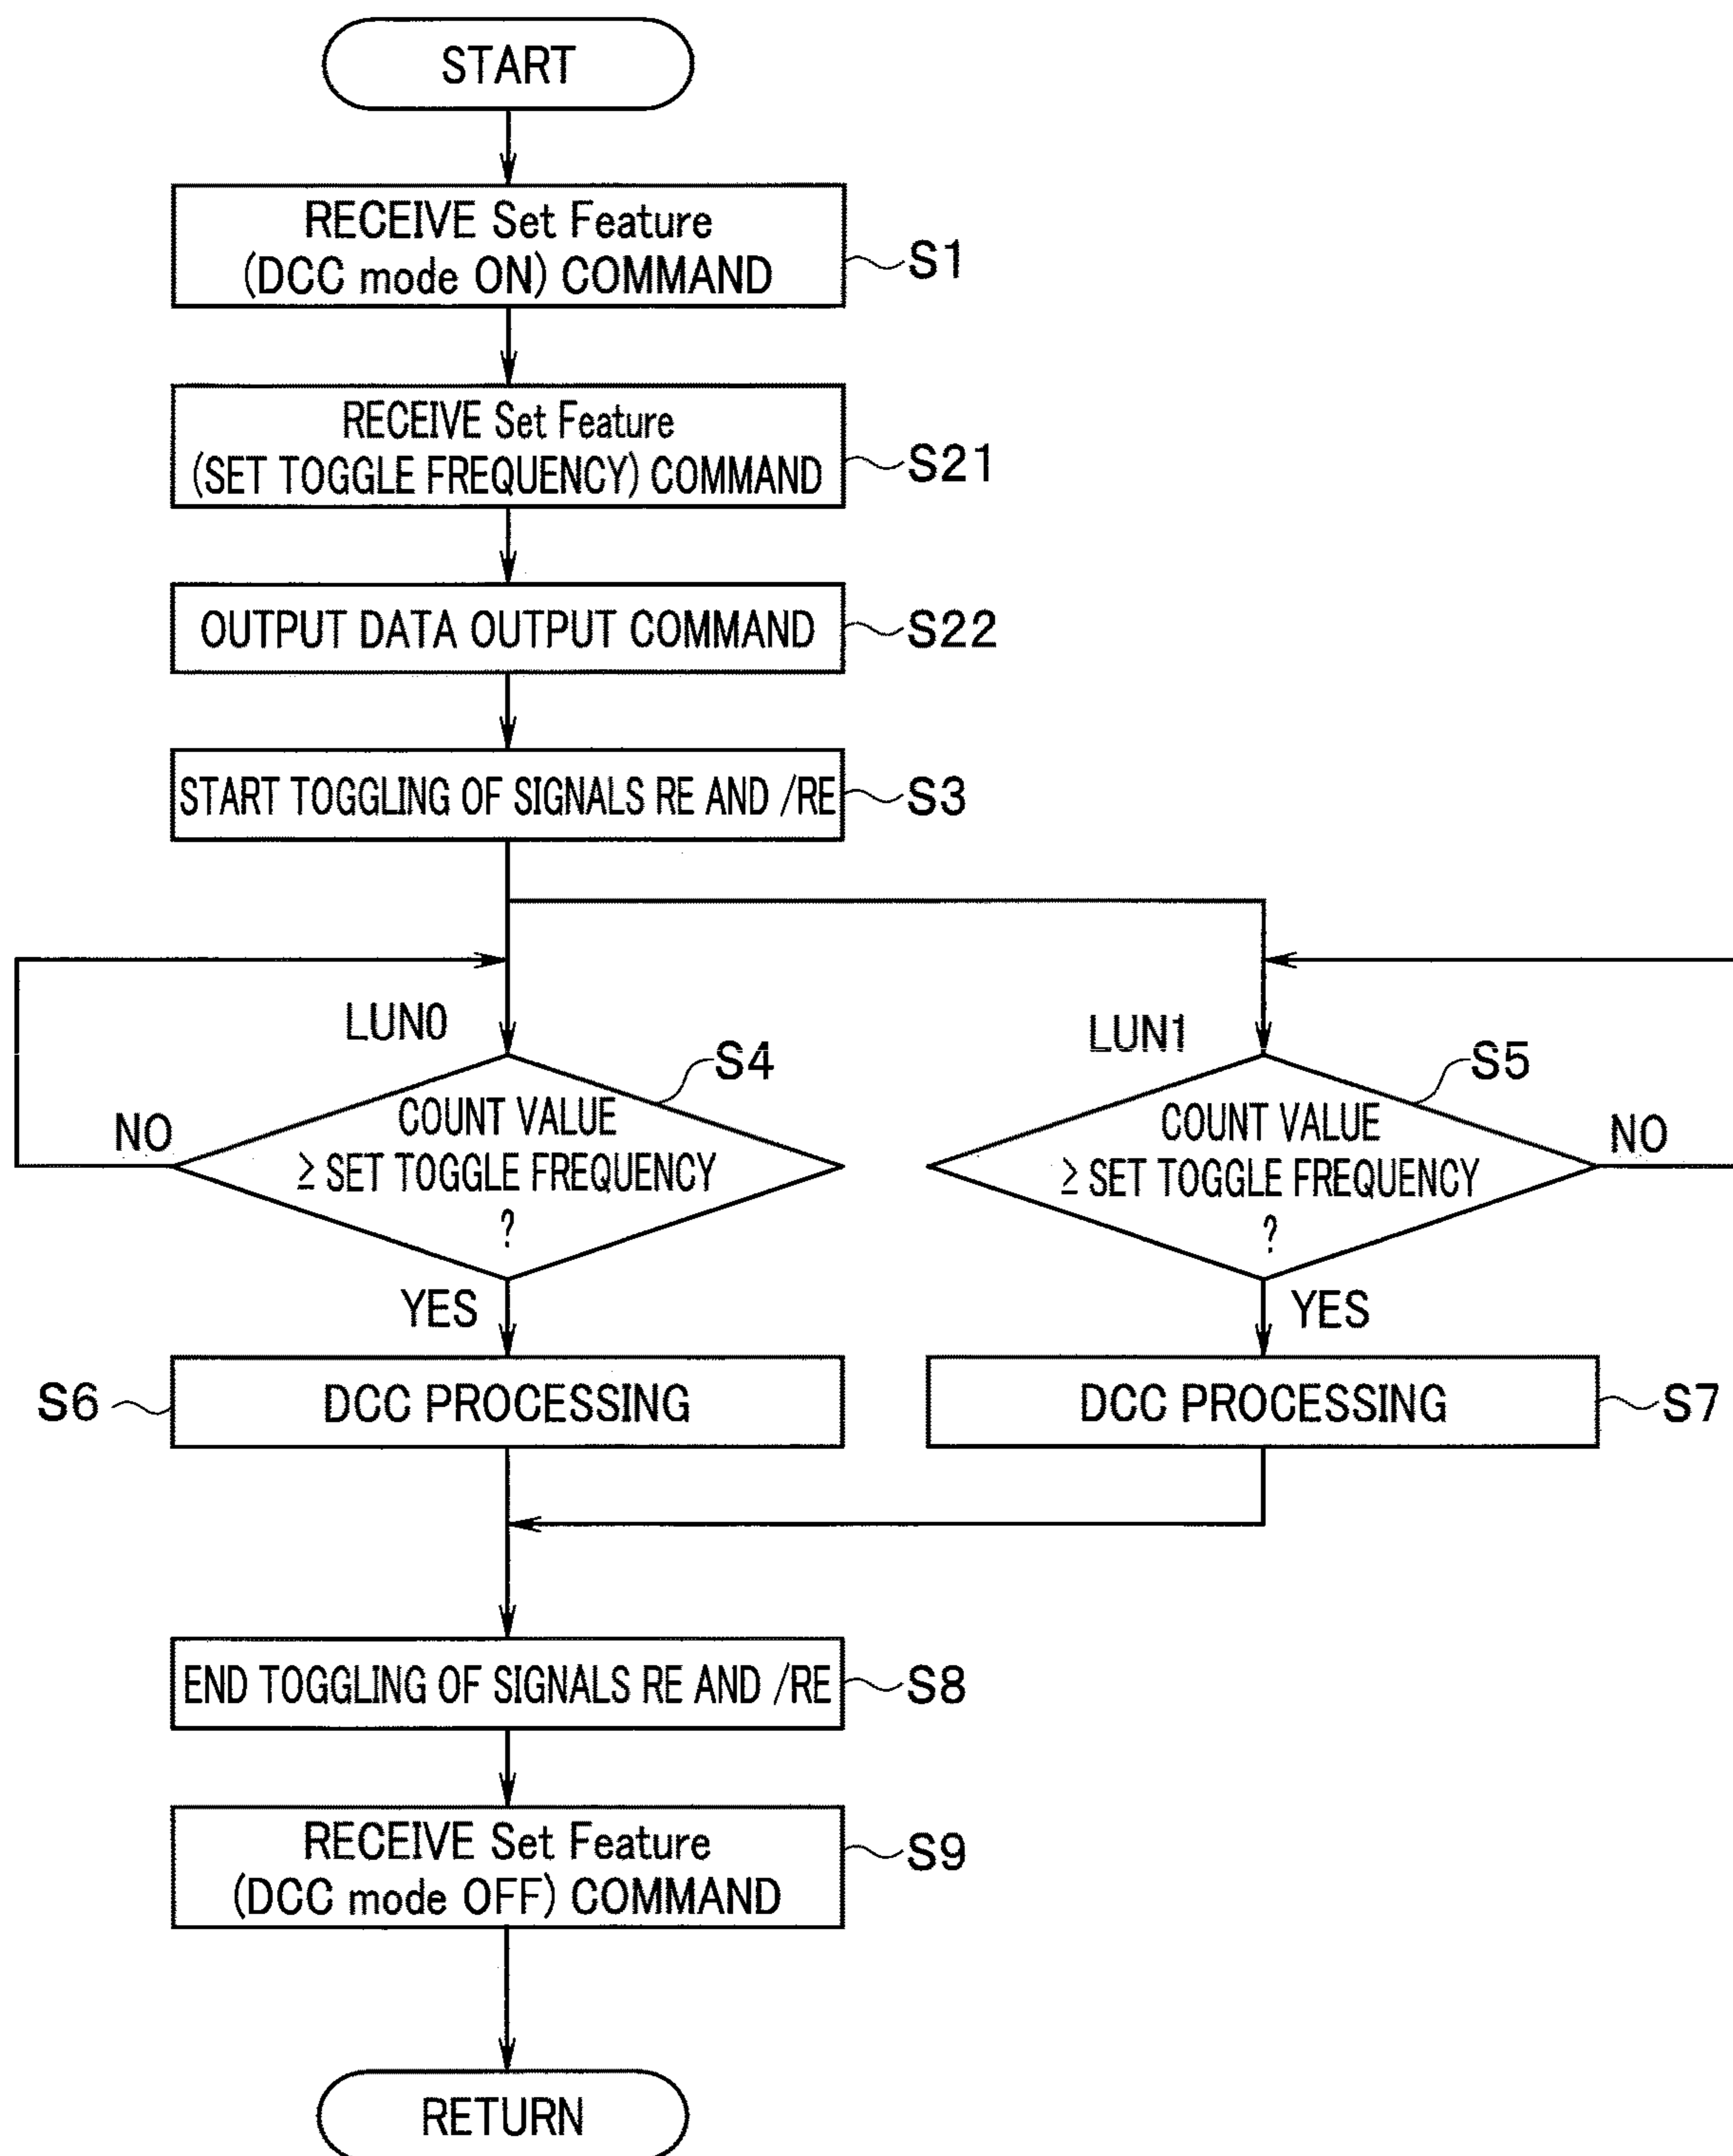 START
RECEIVE Set Feature
(DCC mode ON) COMMAND
S1
RECEIVE Set Feature
(SET TOGGLE FREQUENCY) COMMAND
S21
OUTPUT DATA OUTPUT COMMAND
S22
START TOGGLING OF SIGNALS RE AND /RE
S3
LUN0
LUN1
S4
S5
COUNT VALUE
≥ SET TOGGLE FREQUENCY
?
NO
COUNT VALUE
≥ SET TOGGLE FREQUENCY
?
NO
YES
YES
S6
DCC PROCESSING
DCC PROCESSING
S7
END TOGGLING OF SIGNALS RE AND /RE
S8
RECEIVE Set Feature
(DCC mode OFF) COMMAND
S9
RETURN